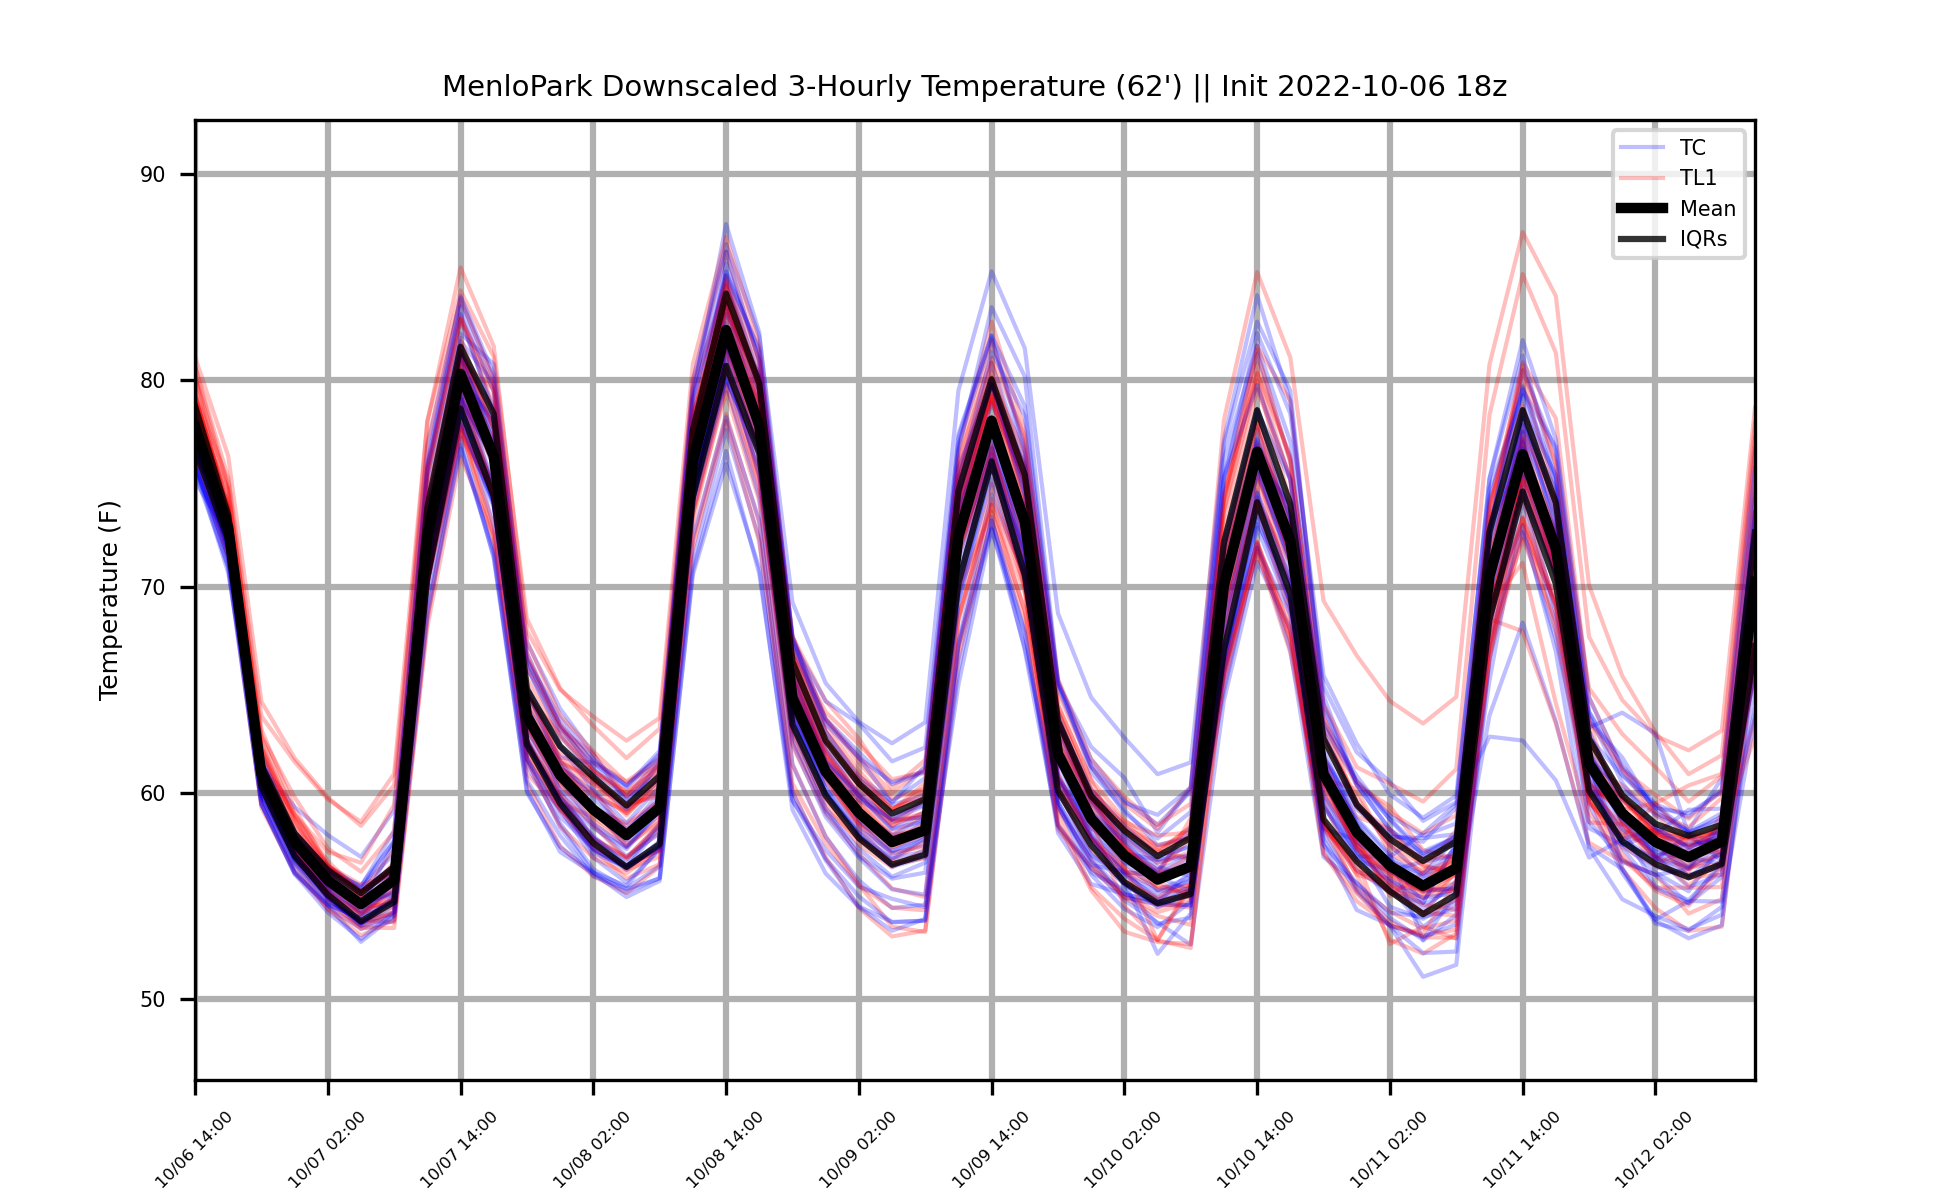 MenloPark Downscaled 3-Hourly Temperature (62') || Init 2022-10-06 18z
TC
TL1
Mean
IQRs
Temperature (F)
90
80
70
60
50
10/06 14:00
10/07 02:00
10/07 14:00
10/08 02:00
10/08 14:00
10/09 02:00
10/09 14:00
10/10 02:00
10/10 14:00
10/11 02:00
10/11 14:00
10/12 02:00